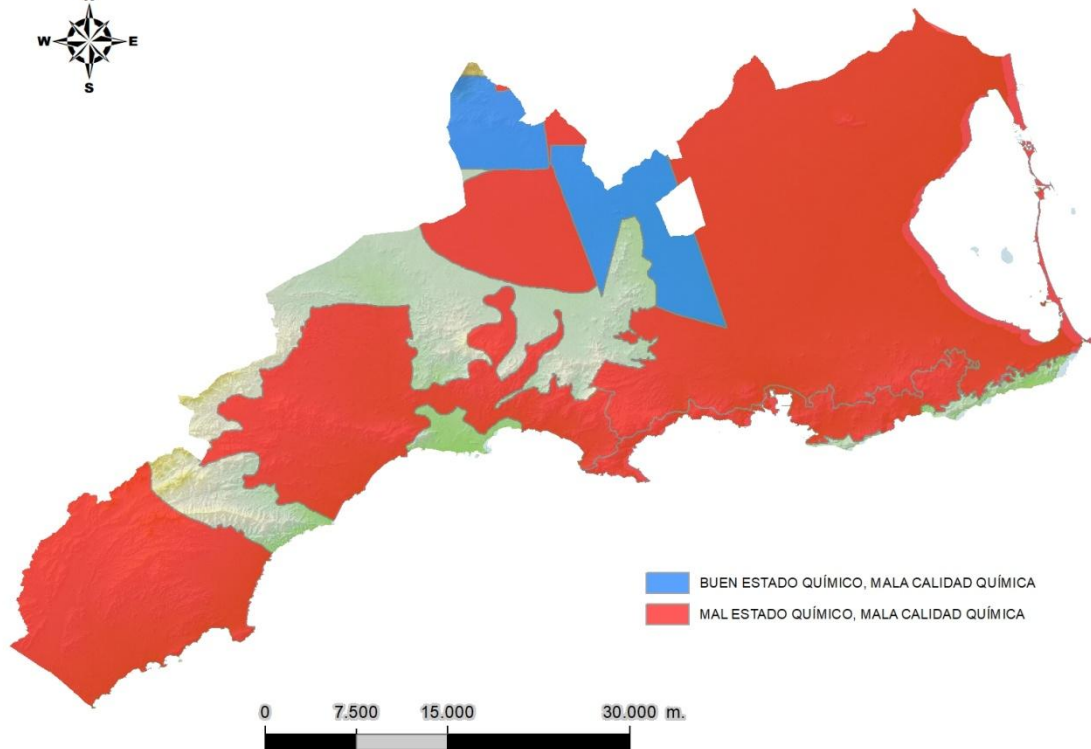 W E
S
BUEN ESTADO QUÍMICO, MALA CALIDAD QUÍMICA
MAL ESTADO QUÍMICO, MALA CALIDAD QUÍMICA
0 7.500 15.000 30.000 m.